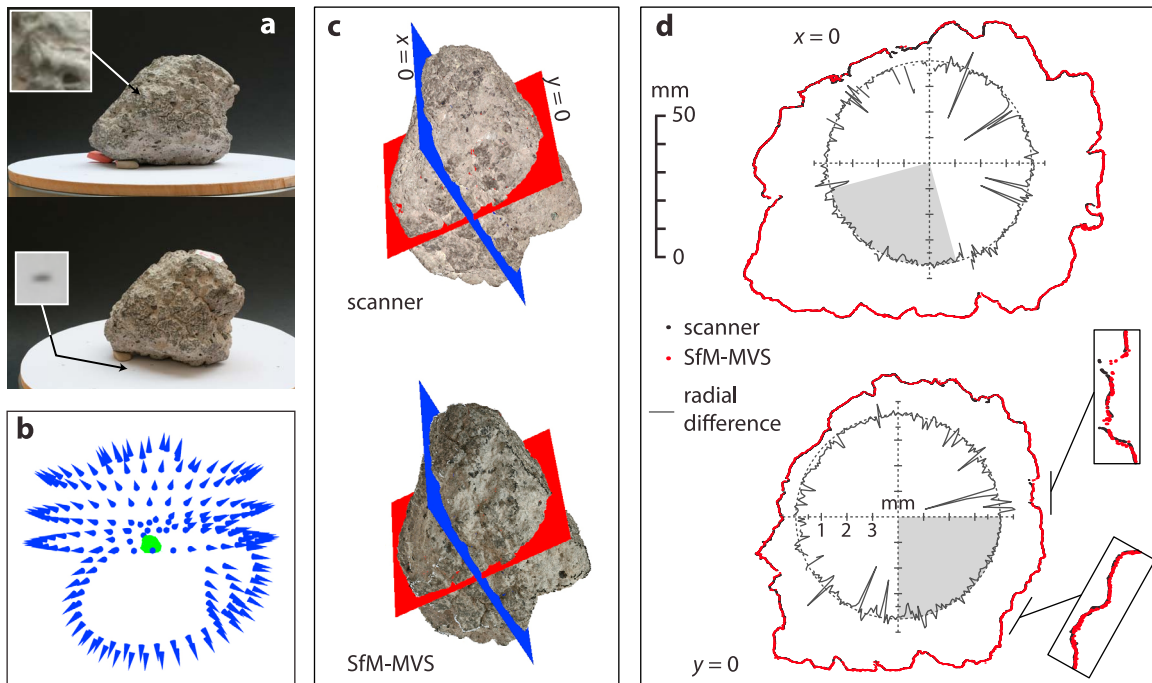 a
b
c
x = 0
y = 0
scanner
SfM-MVS
d
x = 0
mm
50
0
scanner
SfM-MVS
radial
difference
mm
1 2 3
y = 0